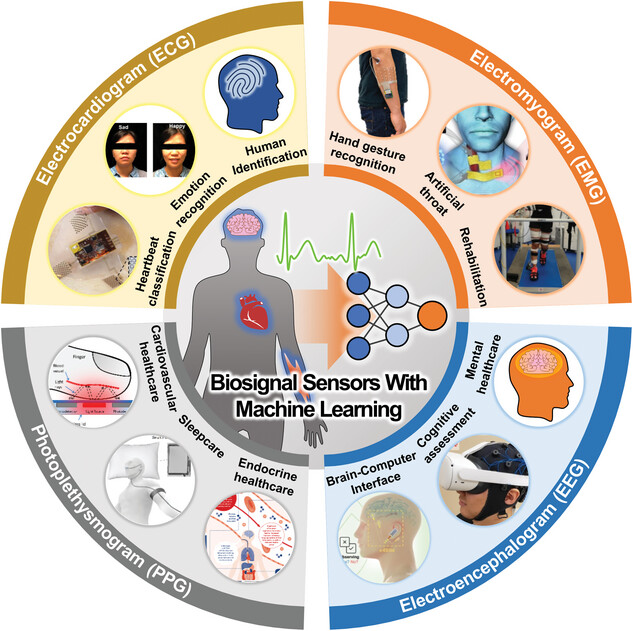 Electrocardiogram (ECG)
Human
Identification
Sad
Happy
Emotion
recognition
Heartbeat
classification
Electromyogram (EMG)
Hand gesture
recognition
Artificial
throat
Rehabilitation
Biosignal Sensors With
Machine Learning
Photoplethysmogram (PPG)
Cardiovascular
healthcare
Finger
Sleepcare
Endocrine
healthcare
Electroencephalogram (EEG)
Mental
healthcare
Cognitive
assessment
Brain-Computer
Interface